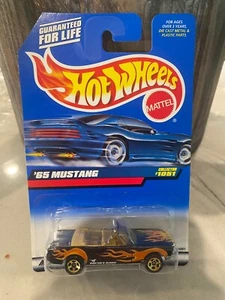 GUARANTEED
FOR LIFE
FOR AGES
OVER 3 YEARS,
DIE CAST METAL &
PLASTIC PARTS
HOT WHEELS
MATTEL
'65 MUSTANG
COLLECTOR
#1051
MUSTANG